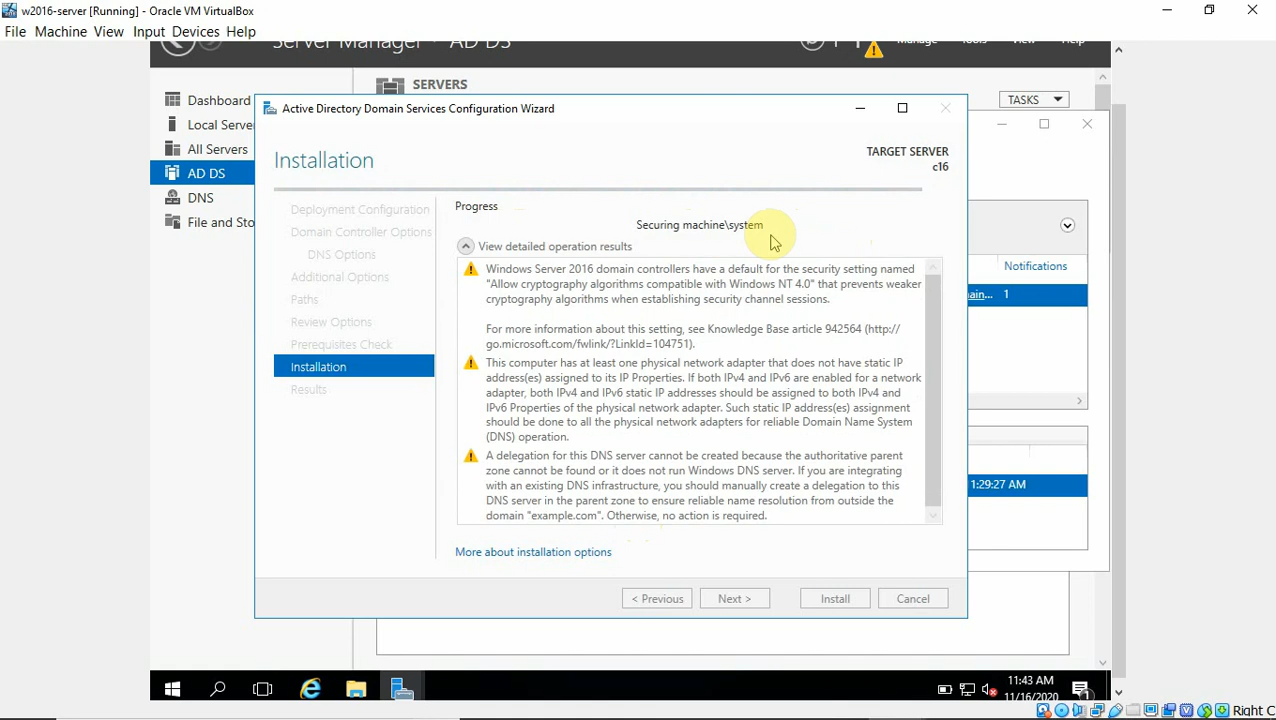 w2016-server [Running] - Oracle VM VirtualBox
File Machine View Input Devices Help
Server Manager AD DS
Manage Tools View Help
Dashboard
Local Serve
All Servers
AD DS
DNS
File and Sto
SERVERS
TASKS
Active Directory Domain Services Configuration Wizard
Installation
TARGET SERVER
c16
Deployment Configuration
Domain Controller Options
DNS Options
Additional Options
Paths
Review Options
Prerequisites Check
Installation
Results
Progress
Securing machine\system
View detailed operation results
Windows Server 2016 domain controllers have a default for the security setting named
"Allow cryptography algorithms compatible with Windows NT 4.0" that prevents weaker
cryptography algorithms when establishing security channel sessions.
For more information about this setting, see Knowledge Base article 942564 (http://
go.microsoft.com/fwlink/?LinkId=104751).
This computer has at least one physical network adapter that does not have static IP
address(es) assigned to its IP Properties. If both IPv4 and IPv6 are enabled for a network
adapter, both IPv4 and IPv6 static IP addresses should be assigned to both IPv4 and
IPv6 Properties of the physical network adapter. Such static IP address(es) assignment
should be done to all the physical network adapters for reliable Domain Name System
(DNS) operation.
A delegation for this DNS server cannot be created because the authoritative parent
zone cannot be found or it does not run Windows DNS server. If you are integrating
with an existing DNS infrastructure, you should manually create a delegation to this
DNS server in the parent zone to ensure reliable name resolution from outside the
domain "example.com". Otherwise, no action is required.
More about installation options
< Previous
Next >
Install
Cancel
Notifications
ain... 1
1:29:27 AM
11:43 AM
11/16/2020
1
Right C